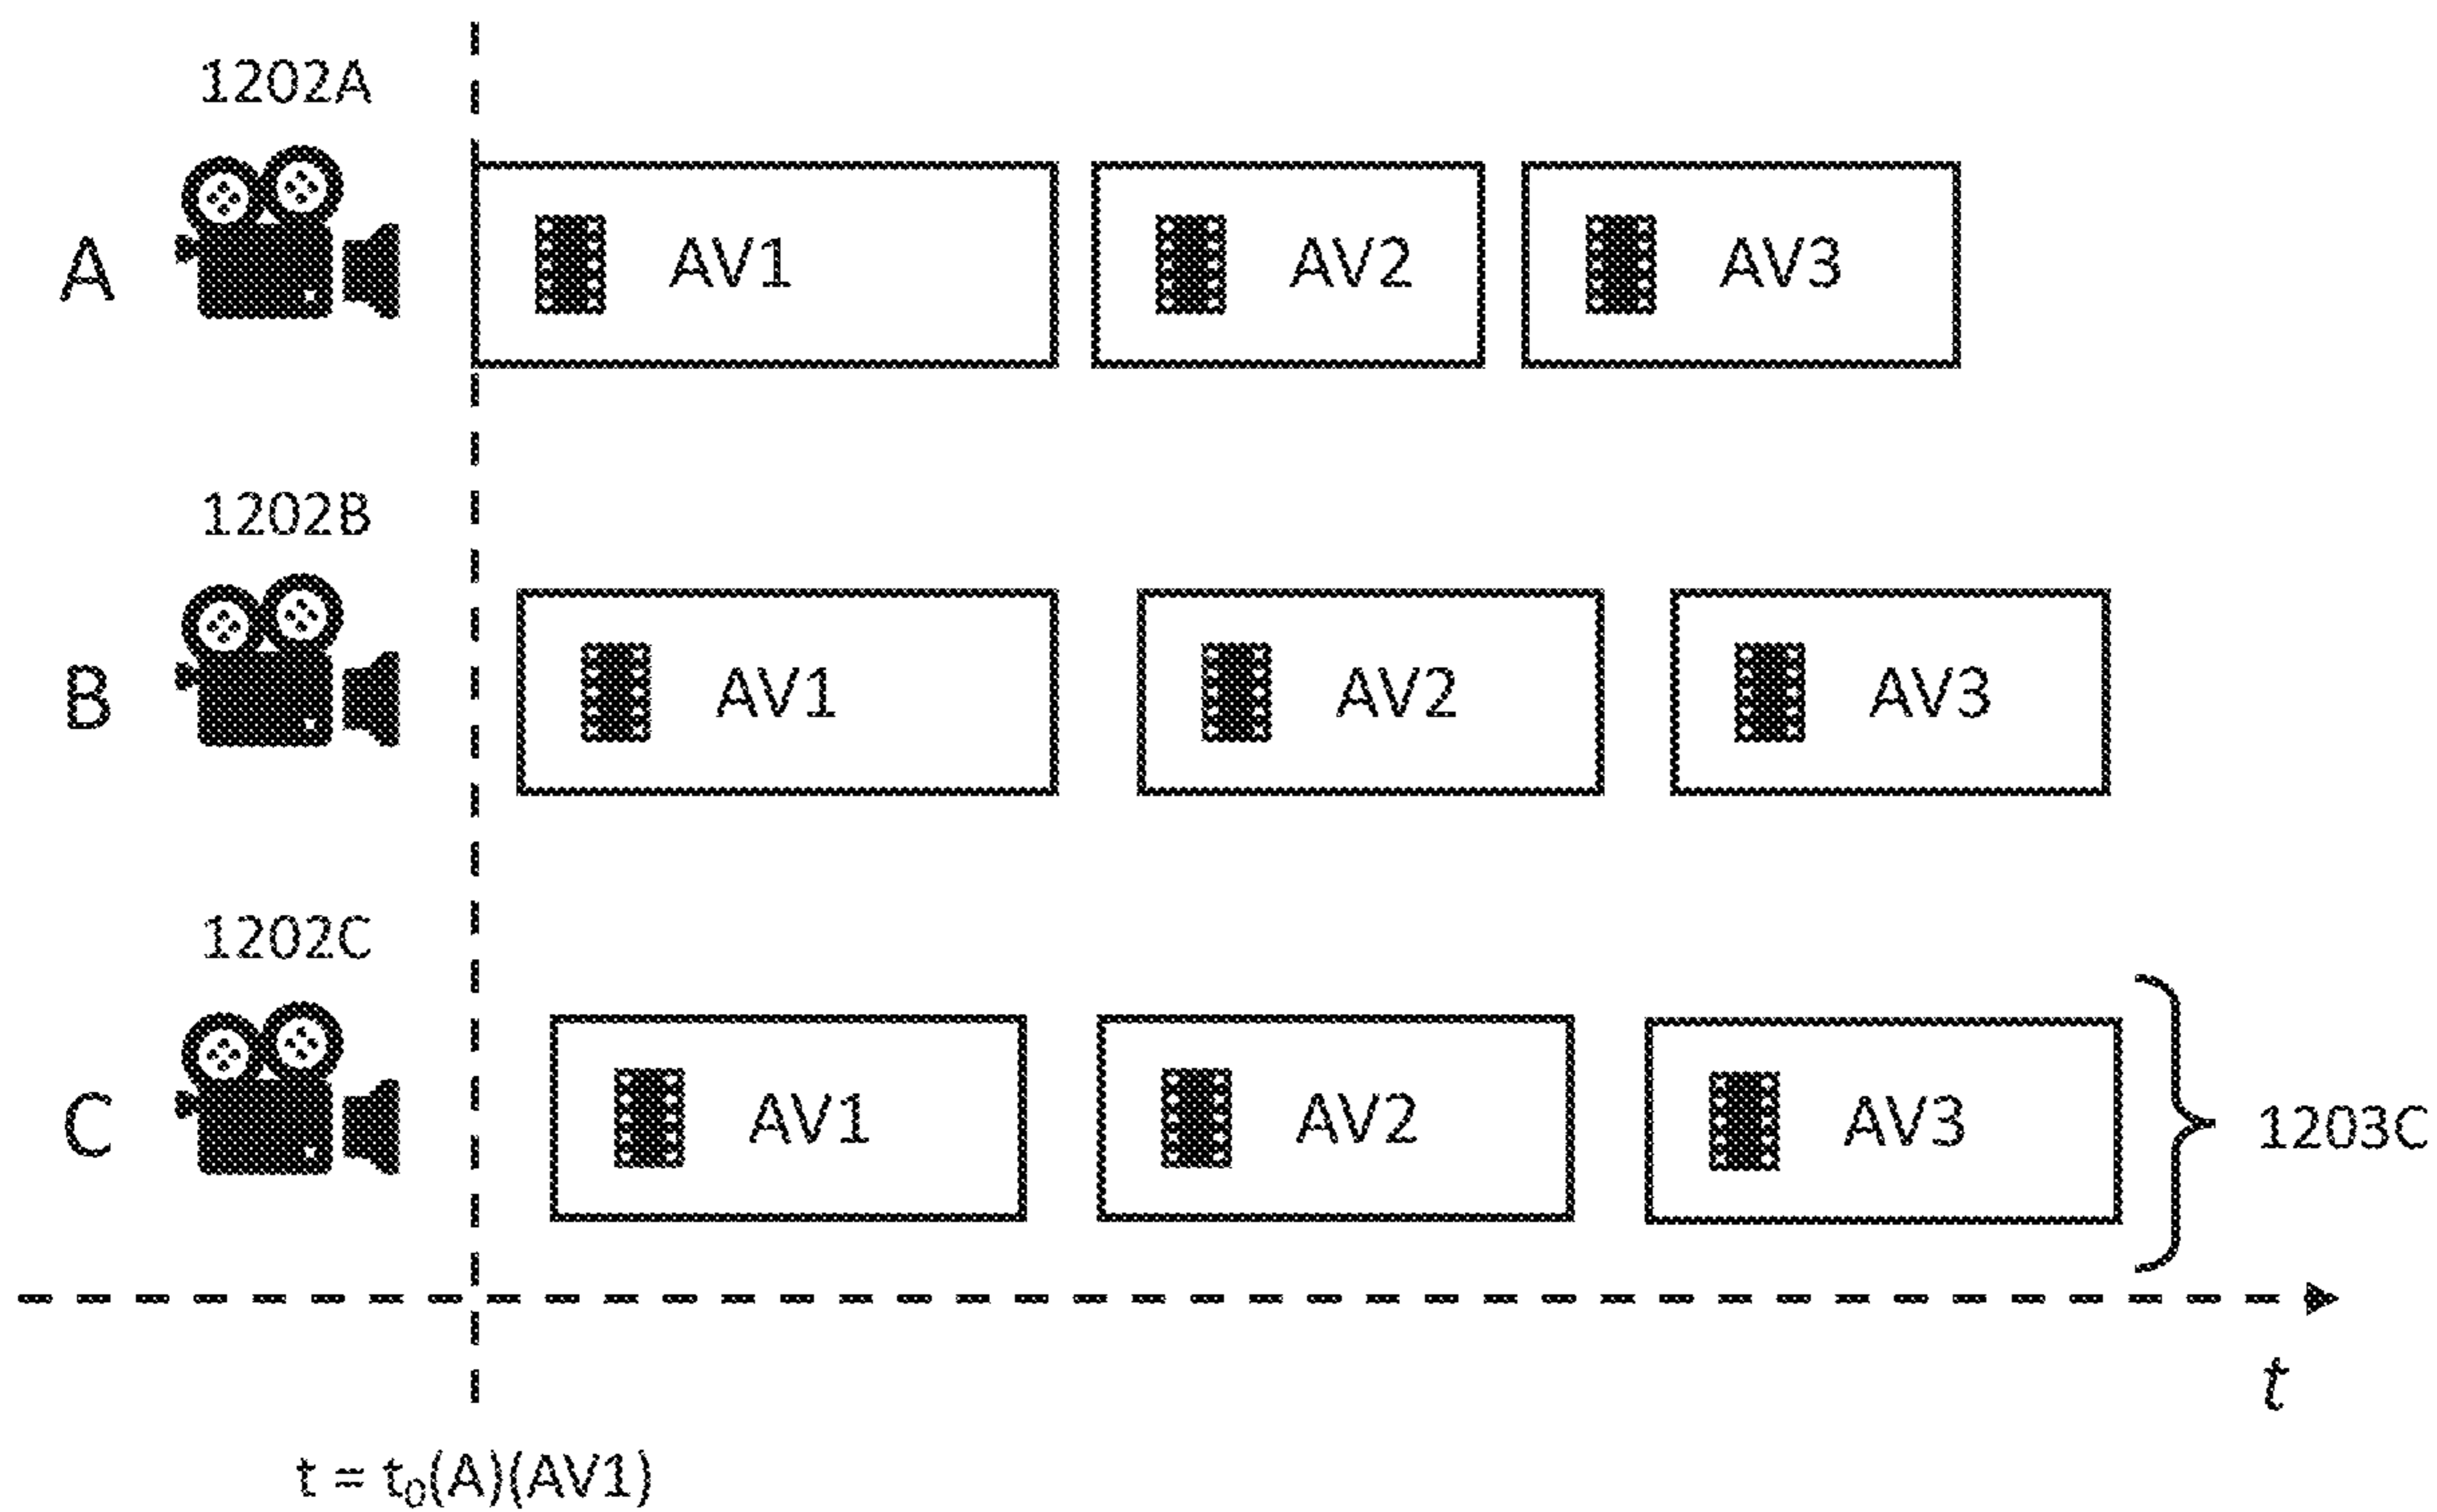 1202A
A AV1 AV2 AV3
1202B
B AV1 AV2 AV3
1202C
C AV1 AV2 AV3 1203C
t
t = t₀(A)(AV1)